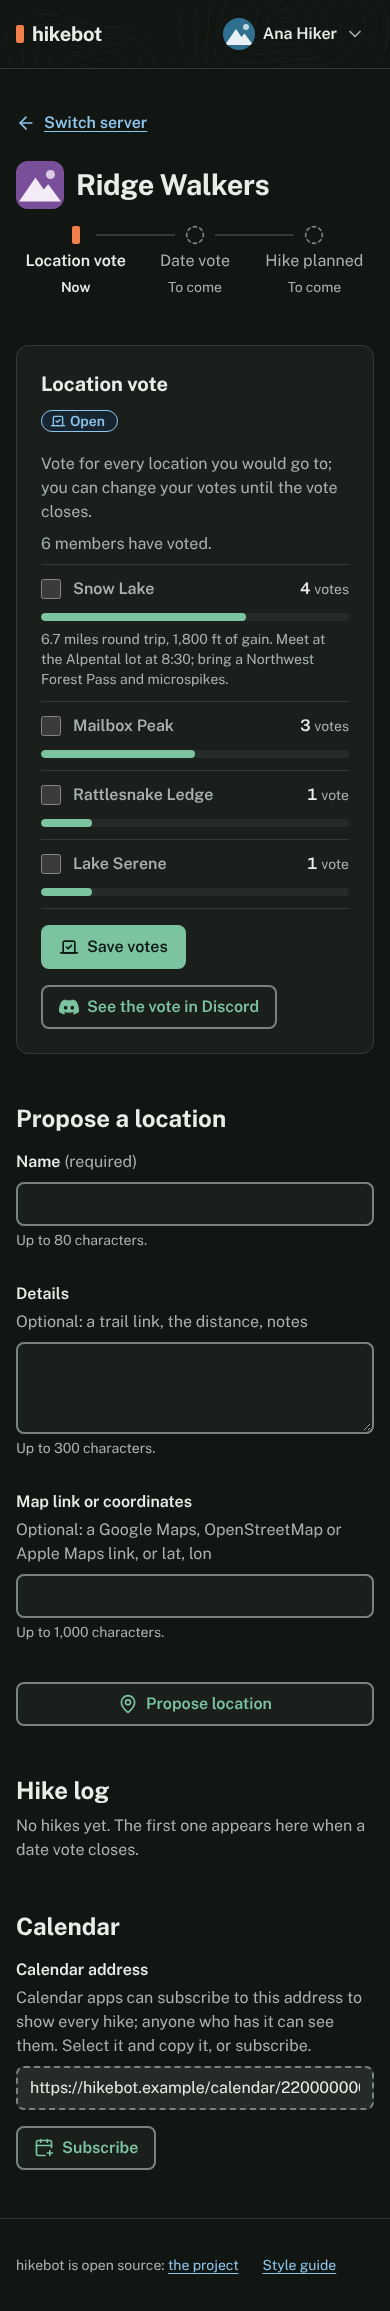 hikebot
Ana Hiker
Switch server
Ridge Walkers
Location vote
Now
Date vote
To come
Hike planned
To come
Location vote
Open
Vote for every location you would go to;
you can change your votes until the vote
closes.
6 members have voted.
Snow Lake 4 votes
6.7 miles round trip, 1,800 ft of gain. Meet at
the Alpental lot at 8:30; bring a Northwest
Forest Pass and microspikes.
Mailbox Peak 3 votes
Rattlesnake Ledge 1 vote
Lake Serene 1 vote
Save votes
See the vote in Discord
Propose a location
Name (required)
Up to 80 characters.
Details
Optional: a trail link, the distance, notes
Up to 300 characters.
Map link or coordinates
Optional: a Google Maps, OpenStreetMap or
Apple Maps link, or lat, lon
Up to 1,000 characters.
Propose location
Hike log
No hikes yet. The first one appears here when a
date vote closes.
Calendar
Calendar address
Calendar apps can subscribe to this address to
show every hike; anyone who has it can see
them. Select it and copy it, or subscribe.
https://hikebot.example/calendar/22000000
Subscribe
hikebot is open source: the project Style guide